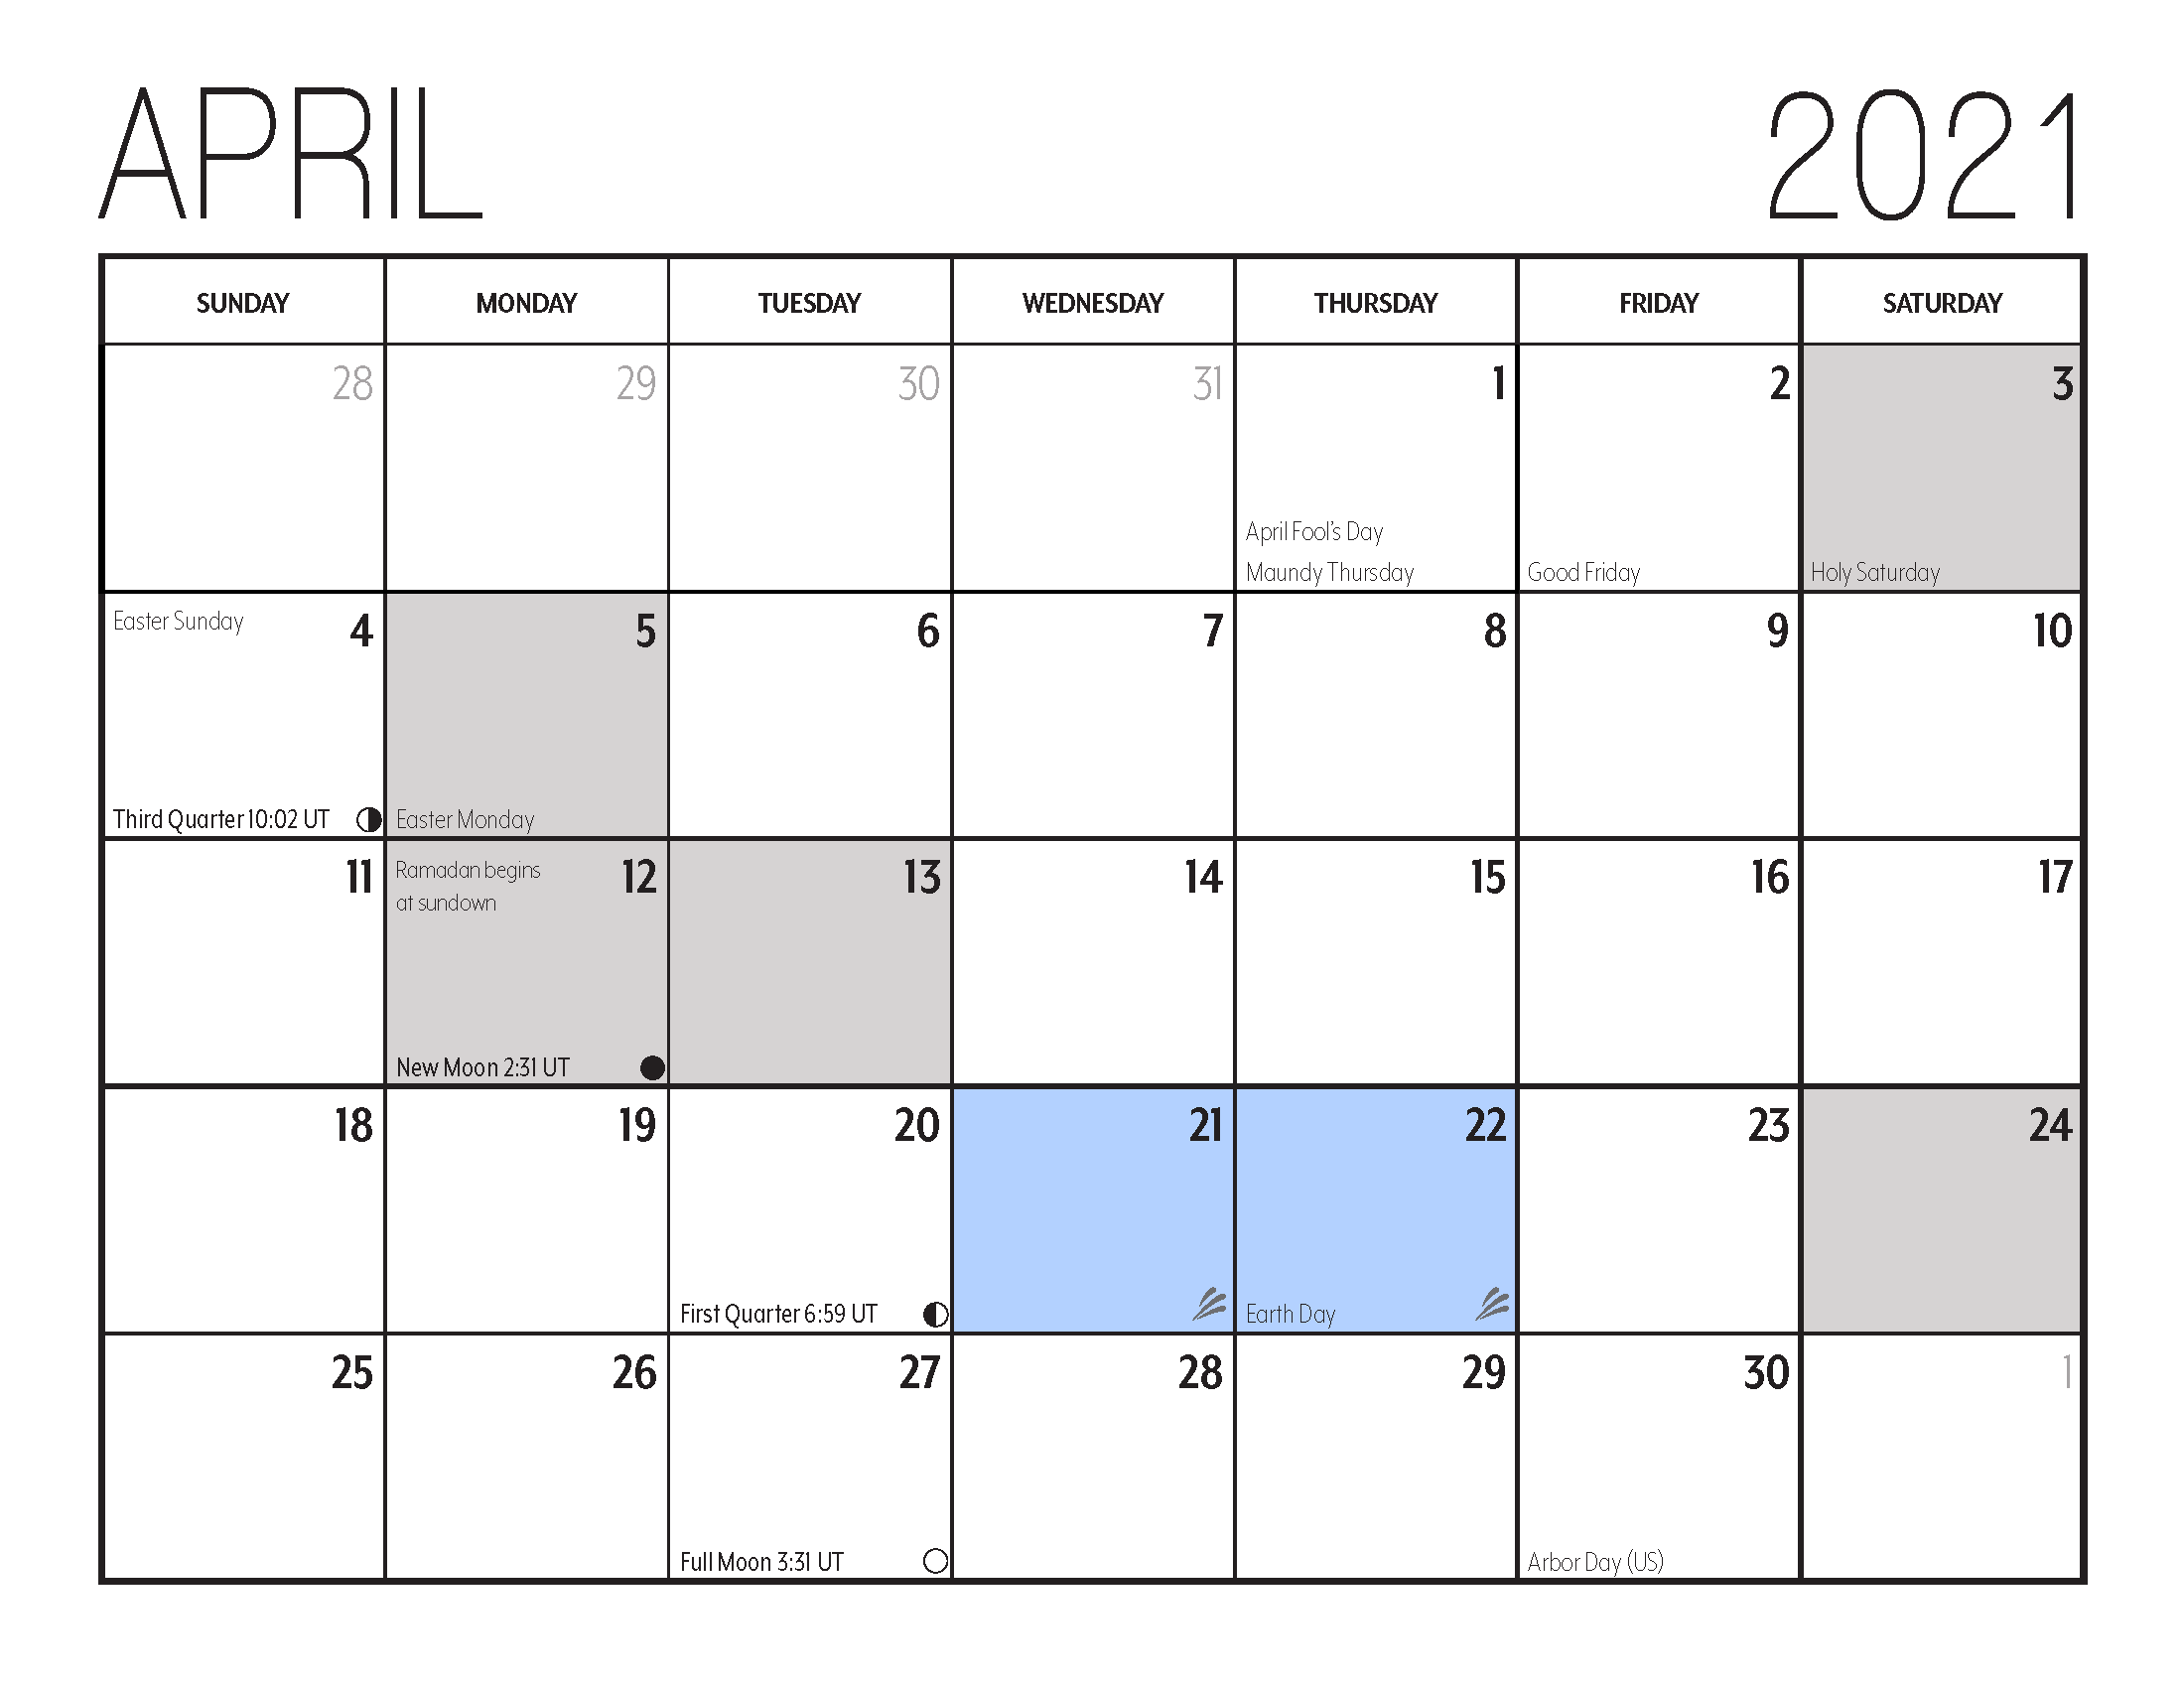 APRIL 2021
SUNDAY MONDAY TUESDAY WEDNESDAY THURSDAY FRIDAY SATURDAY
28 29 30 31 1 2 3
April Fool's Day
Maundy Thursday Good Friday Holy Saturday
Easter Sunday 4 5 6 7 8 9 10
Third Quarter 10:02 UT Easter Monday
11 Ramadan begins 12 13 14 15 16 17
at sundown
New Moon 2:31 UT
18 19 20 21 22 23 24
First Quarter 6:59 UT Earth Day
25 26 27 28 29 30 1
Full Moon 3:31 UT Arbor Day (US)